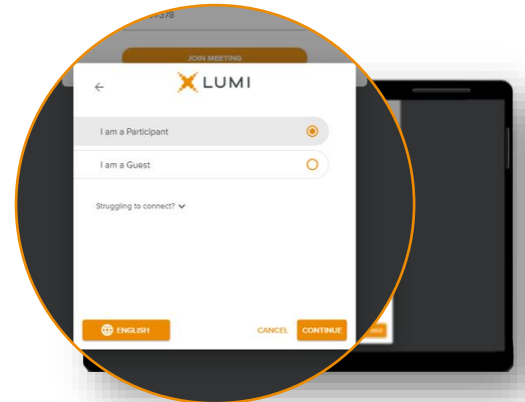 JOIN MEETING
LUMI
I am a Participant
I am a Guest
Struggling to connect?
ENGLISH
CANCEL CONTINUE